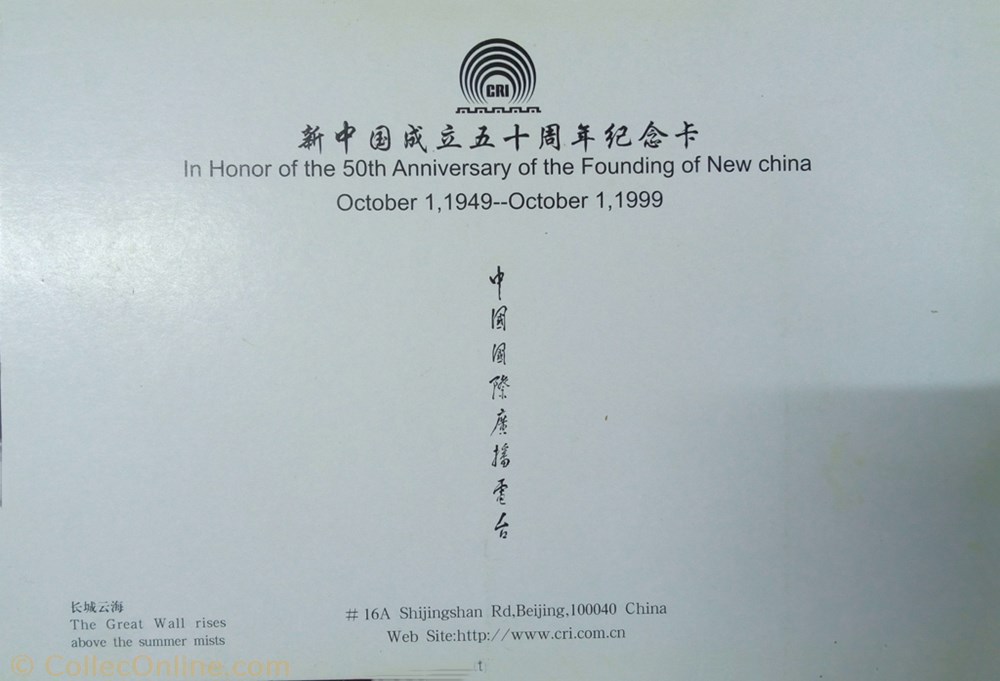 CRI
新中国成立五十周年纪念卡
In Honor of the 50th Anniversary of the Founding of New china
October 1,1949--October 1,1999
中國國際廣播電台
长城云海
The Great Wall rises
above the summer mists
# 16A Shijingshan Rd,Beijing,100040 China
Web Site:http://www.cri.com.cn
t
© CollecOnline.com